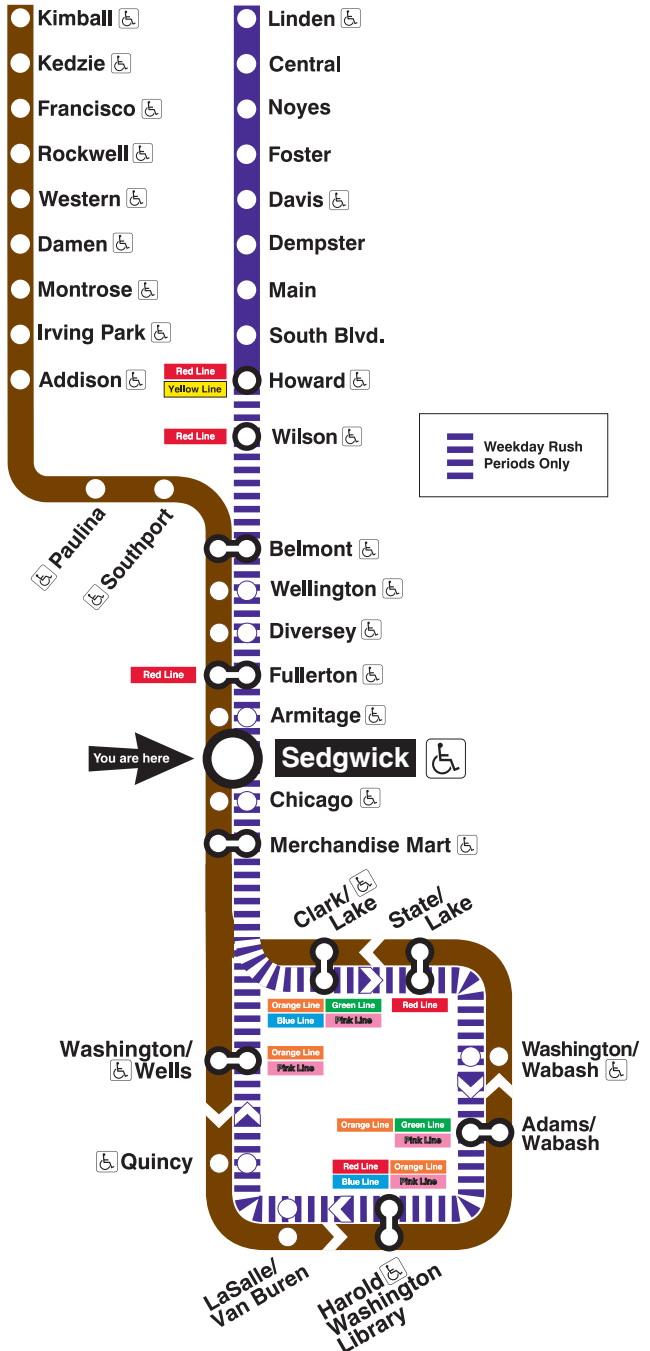 Kimball
Kedzie
Francisco
Rockwell
Western
Damen
Montrose
Irving Park
Addison
Paulina
Southport
Linden
Central
Noyes
Foster
Davis
Dempster
Main
South Blvd.
Red Line
Yellow Line
Howard
Red Line
Wilson
Weekday Rush
Periods Only
Belmont
Wellington
Diversey
Red Line
Fullerton
Armitage
You are here
Sedgwick
Chicago
Merchandise Mart
Clark/
Lake
State/
Lake
Orange Line
Green Line
Blue Line
Pink Line
Red Line
Washington/
Wells
Orange Line
Pink Line
Washington/
Wabash
Orange Line
Green Line
Pink Line
Adams/
Wabash
Quincy
Red Line
Orange Line
Blue Line
Pink Line
LaSalle/
Van Buren
Harold
Washington
Library